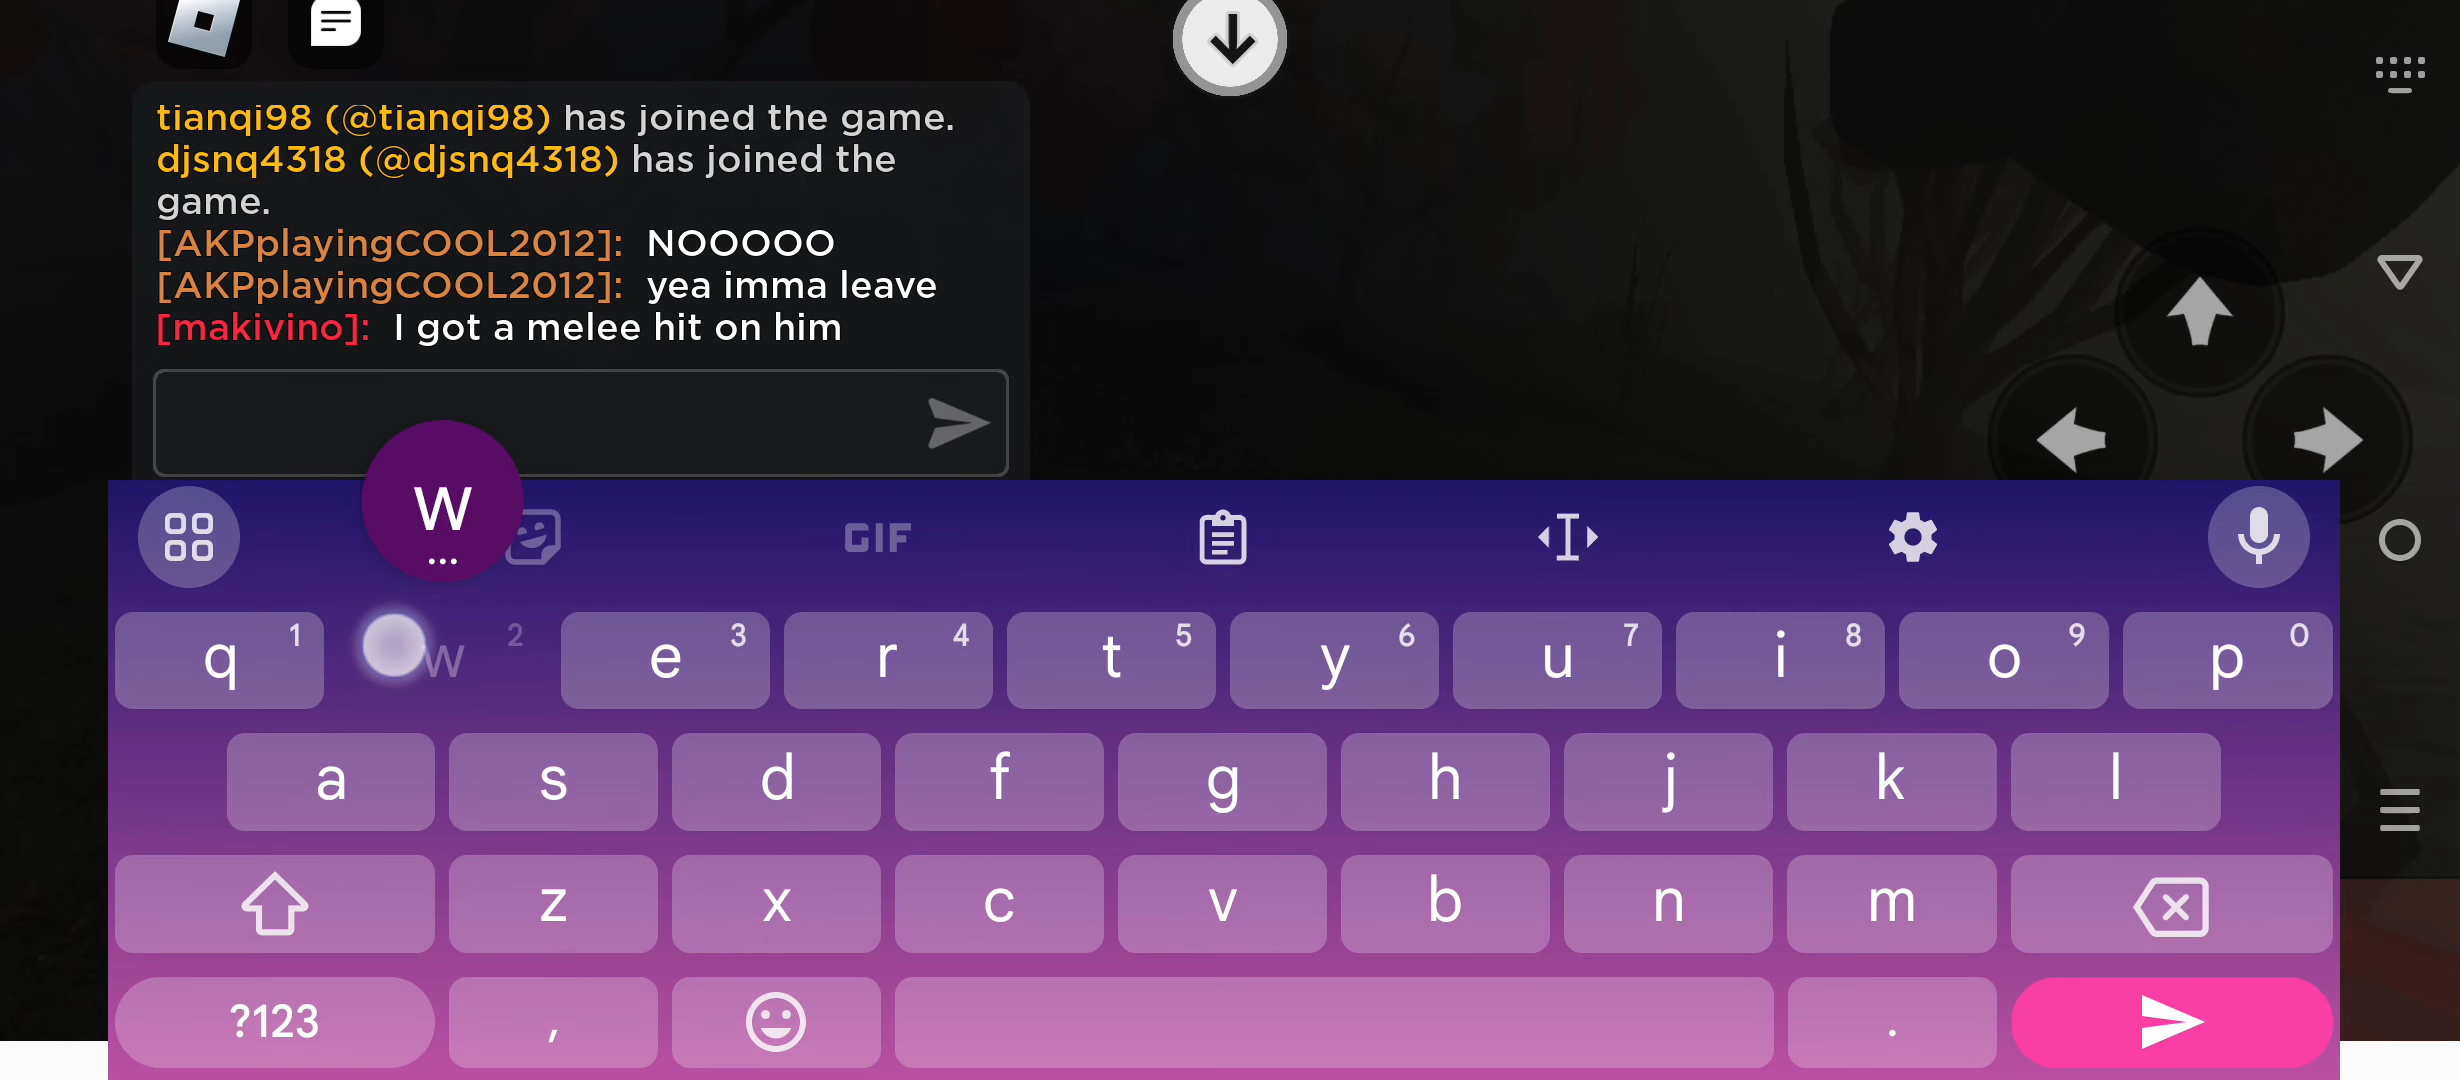 tianqi98 (@tianqi98) has joined the game.
djsnq4318 (@djsnq4318) has joined the
game.
[AKPplayingCOOL2012]: NOOOOO
[AKPplayingCOOL2012]: yea imma leave
[makivino]: I got a melee hit on him
w
...
GIF
q 1 w 2 e 3 r 4 t 5 y 6 u 7 i 8 o 9 p 0
a s d f g h j k l
z x c v b n m
?123 , .